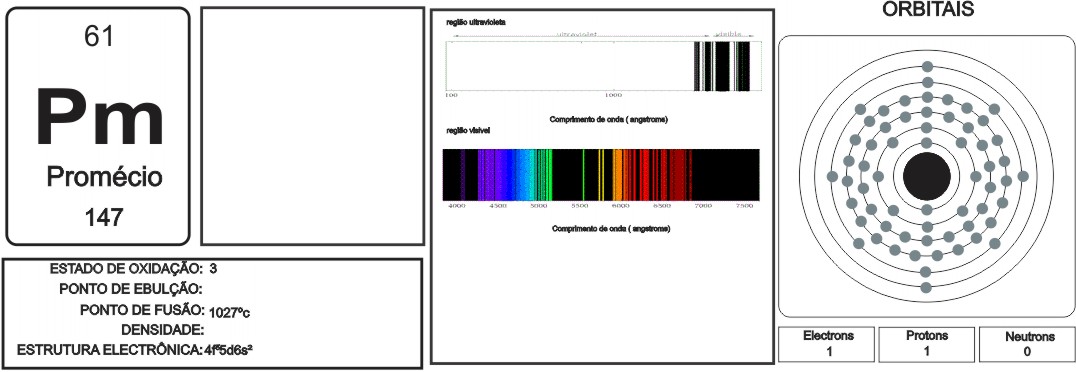 61
Pm
Promécio
147
ESTADO DE OXIDAÇÃO: 3
PONTO DE EBULÇÃO:
PONTO DE FUSÃO: 1027ºc
DENSIDADE:
ESTRUTURA ELECTRÔNICA:4f⁵5d6s²
região ultravioleta
ultraviolet visible
100 1000
Comprimento de onda ( angstroms)
região visível
4000 4500 5000 5500 6000 6500 7000 7500
Comprimento de onda ( angstroms)
ORBITAIS
Electrons
1
Protons
1
Neutrons
0